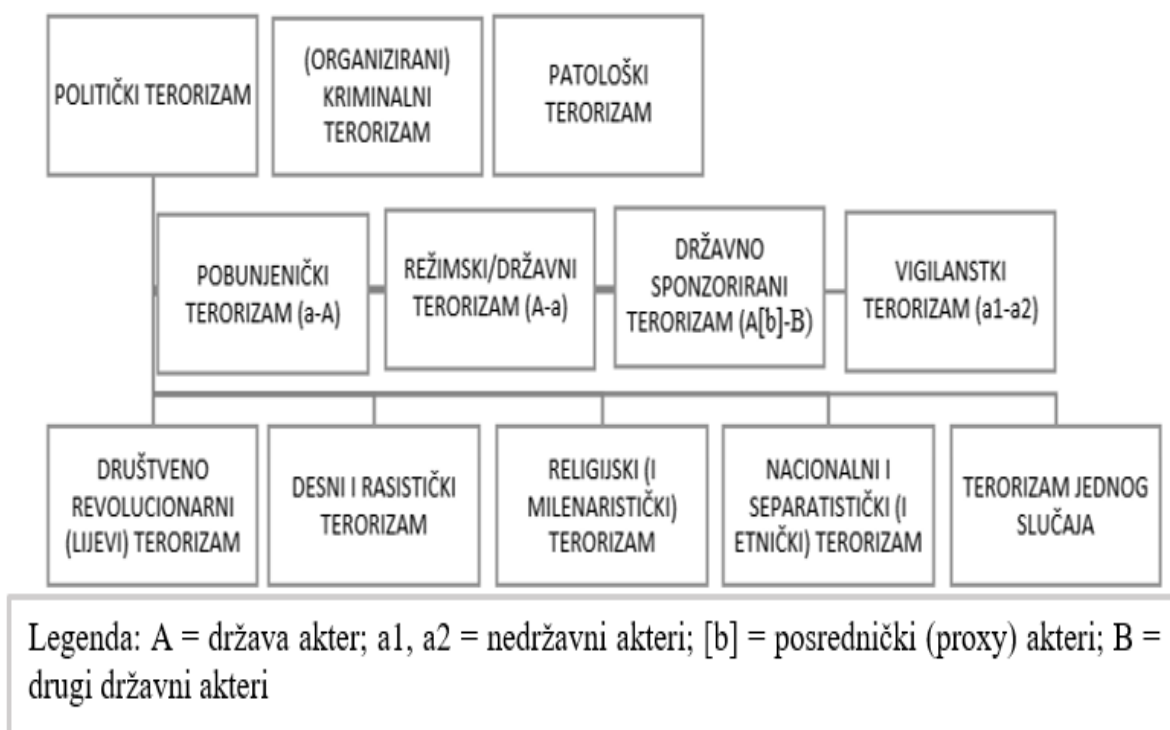 POLITIČKI TERORIZAM
(ORGANIZIRANI)
KRIMINALNI
TERORIZAM
PATOLOŠKI
TERORIZAM
POBUNJENIČKI
TERORIZAM (a-A)
REŽIMSKI/DRŽAVNI
TERORIZAM (A-a)
DRŽAVNO
SPONZORIRANI
TERORIZAM (A[b]-B)
VIGILANSTKI
TERORIZAM (a1-a2)
DRUŠTVENO
REVOLUCIONARNI
(LIJEVI) TERORIZAM
DESNI I RASISTIČKI
TERORIZAM
RELIGIJSKI (I
MILENARISTIČKI)
TERORIZAM
NACIONALNI I
SEPARATISTIČKI (I
ETNIČKI) TERORIZAM
TERORIZAM JEDNOG
SLUČAJA
Legenda: A = država akter; a1, a2 = nedržavni akteri; [b] = posrednički (proxy) akteri; B =
drugi državni akteri